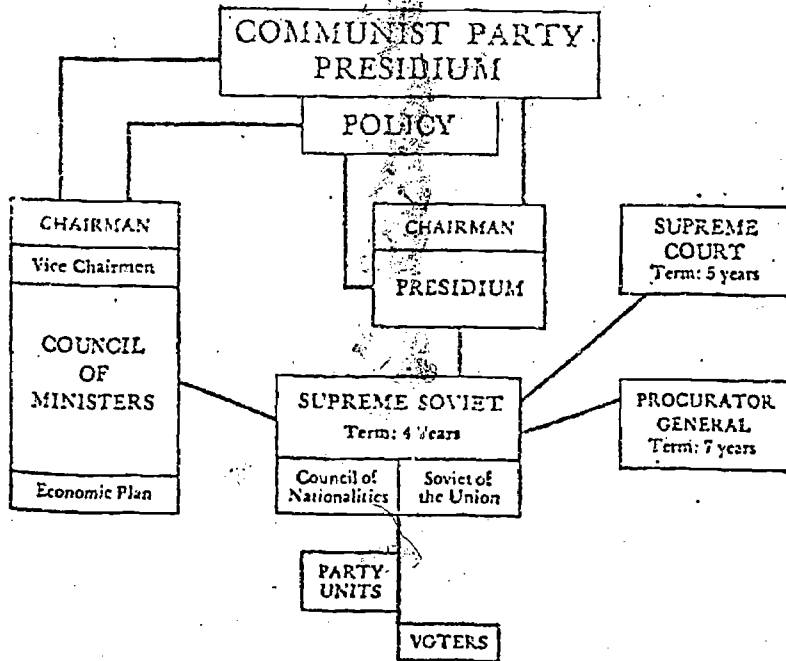 COMMUNIST PARTY
PRESIDIUM
POLICY
CHAIRMAN
Vice Chairmen
COUNCIL
OF
MINISTERS
Economic Plan
CHAIRMAN
PRESIDIUM
SUPREME
COURT
Term: 5 years
SUPREME SOVIET
Term: 4 Years
Council of
Nationalities
Soviet of
the Union
PROCURATOR
GENERAL
Term: 7 years
PARTY
UNITS
VOTERS